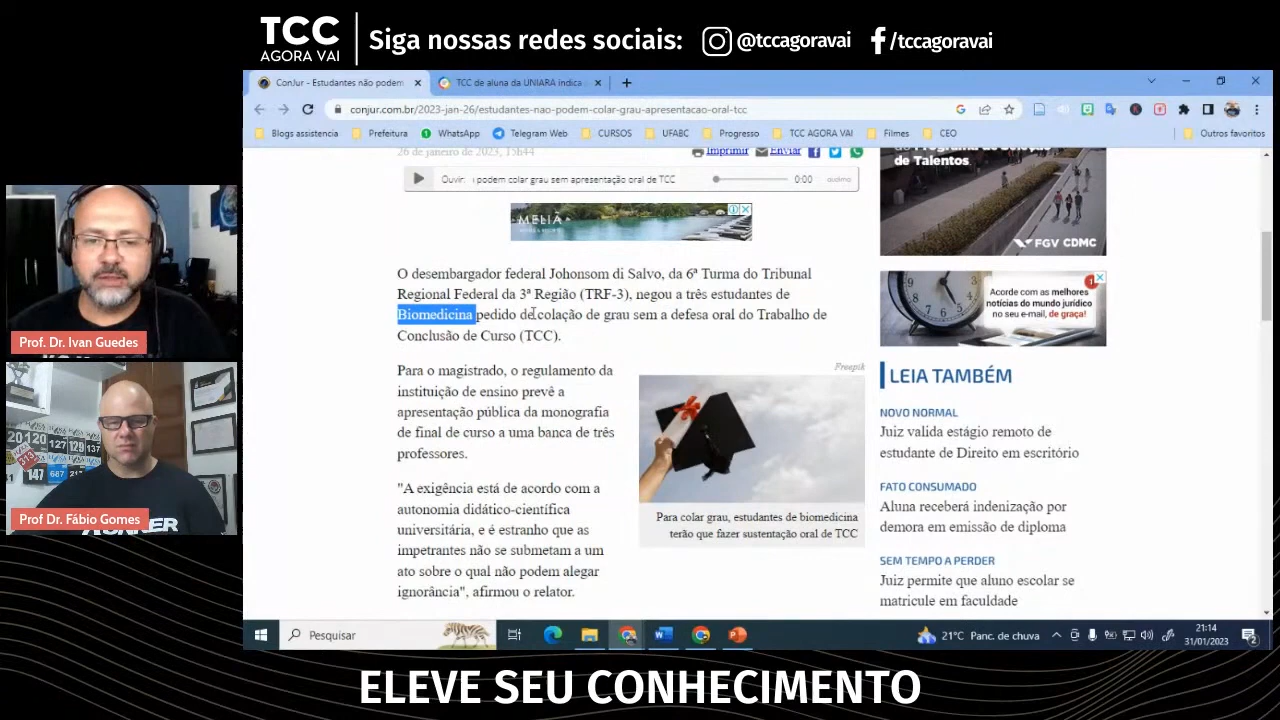 TCC
AGORA VAI
Siga nossas redes sociais:
@tccagoravai
/tccagoravai
ConJur - Estudantes não podem
TCC de aluna da UNIARA indica
conjur.com.br/2023-jan-26/estudantes-nao-podem-colar-grau-apresentacao-oral-tcc
Blogs assistencia
Prefeitura
WhatsApp
Telegram Web
CURSOS
UFABC
Progresso
TCC AGORA VAI
Filmes
CEO
Outros favoritos
26 de janeiro de 2023, 15h44
Imprimir
Enviar
Ouvir:
podem colar grau sem apresentação oral de TCC
0:00
audima
MELIÁ
O desembargador federal Johonsom di Salvo, da 6ª Turma do Tribunal
Regional Federal da 3ª Região (TRF-3), negou a três estudantes de
Biomedicina pedido de colação de grau sem a defesa oral do Trabalho de
Conclusão de Curso (TCC).
Para o magistrado, o regulamento da
instituição de ensino prevê a
apresentação pública da monografia
de final de curso a uma banca de três
professores.
"A exigência está de acordo com a
autonomia didático-científica
universitária, e é estranho que as
impetrantes não se submetam a um
ato sobre o qual não podem alegar
ignorância", afirmou o relator.
Freepik
Para colar grau, estudantes de biomedicina
terão que fazer sustentação oral de TCC
de Talentos
FGV CDMC
Acorde com as melhores
notícias do mundo jurídico
no seu e-mail, de graça!
1
LEIA TAMBÉM
NOVO NORMAL
Juiz valida estágio remoto de
estudante de Direito em escritório
FATO CONSUMADO
Aluna receberá indenização por
demora em emissão de diploma
SEM TEMPO A PERDER
Juiz permite que aluno escolar se
matricule em faculdade
Prof. Dr. Ivan Guedes
Prof Dr. Fábio Gomes
Pesquisar
21°C Panc. de chuva
21:14
31/01/2023
2
ELEVE SEU CONHECIMENTO